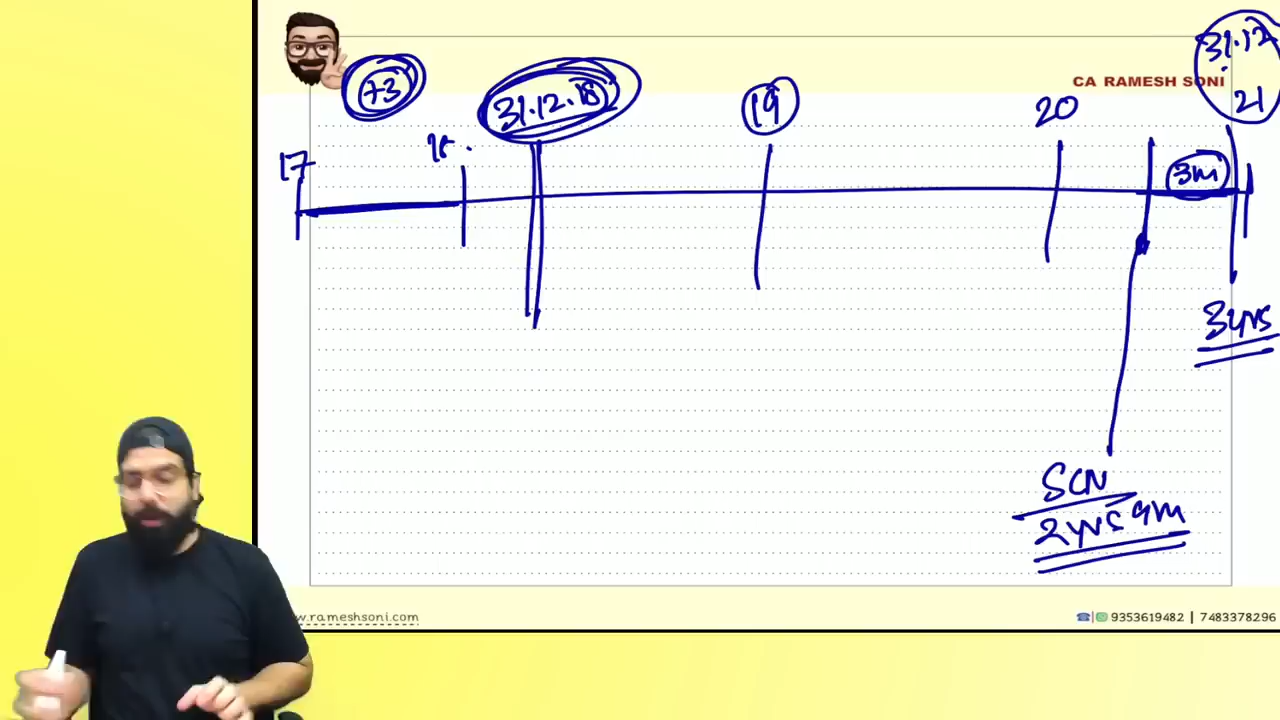 31.12
21
CA RAMESH SONI
73
31.12.18
19
20
17
18.
3m
3yrs
SCN
2yrs 9m
w.rameshsoni.com
9353619482 | 7483378296